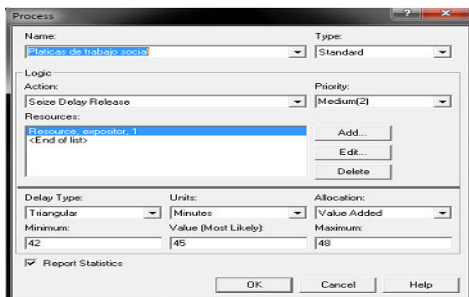 Process
Name: Type:
Platicas de trabajo social Standard
Logic
Action: Priority:
Seize Delay Release Medium(2)
Resources:
Resource, expositor, 1
<End of list>
Add...
Edit...
Delete
Delay Type: Units: Allocation:
Triangular Minutes Value Added
Minimum: Value (Most Likely): Maximum:
42 45 48
Report Statistics
OK Cancel Help